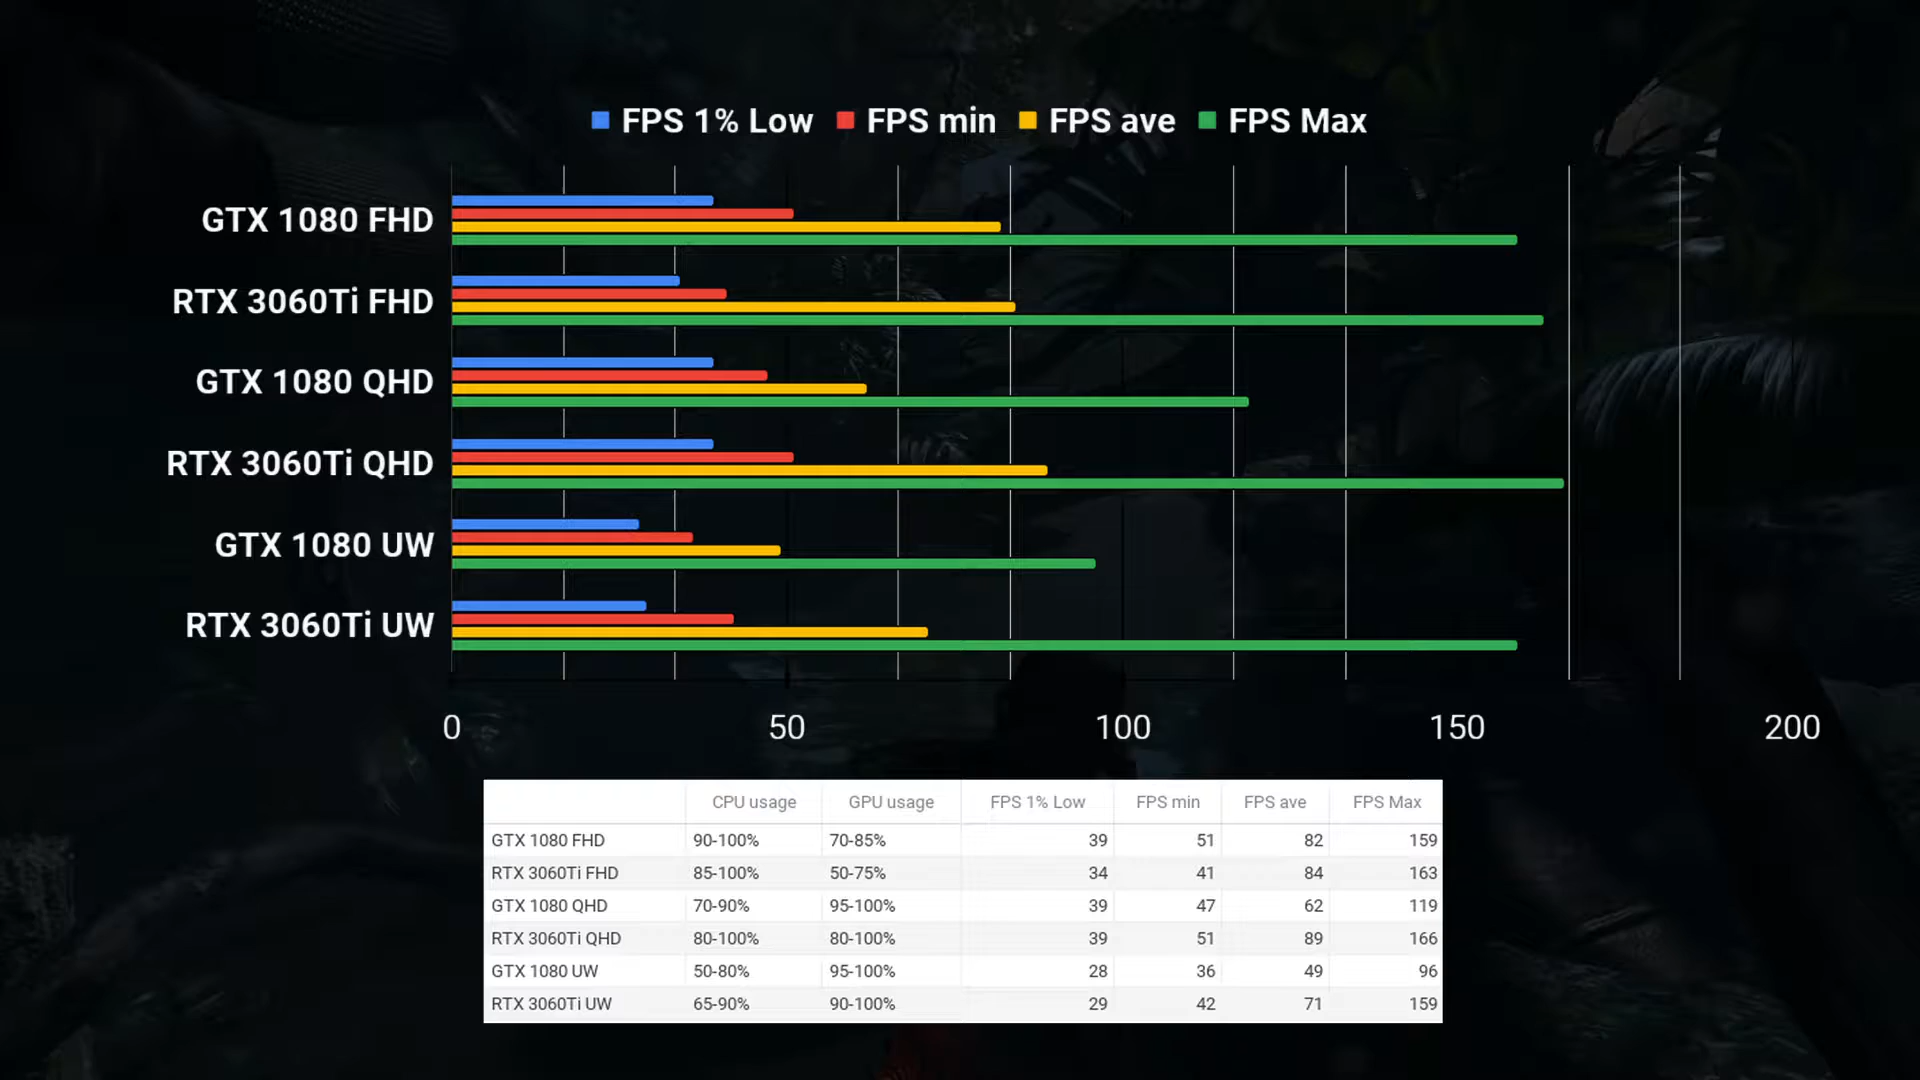 FPS 1% Low FPS min FPS ave FPS Max
GTX 1080 FHD
RTX 3060Ti FHD
GTX 1080 QHD
RTX 3060Ti QHD
GTX 1080 UW
RTX 3060Ti UW
0 50 100 150 200
CPU usage GPU usage FPS 1% Low FPS min FPS ave FPS Max
GTX 1080 FHD 90-100% 70-85% 39 51 82 159
RTX 3060Ti FHD 85-100% 50-75% 34 41 84 163
GTX 1080 QHD 70-90% 95-100% 39 47 62 119
RTX 3060Ti QHD 80-100% 80-100% 39 51 89 166
GTX 1080 UW 50-80% 95-100% 28 36 49 96
RTX 3060Ti UW 65-90% 90-100% 29 42 71 159